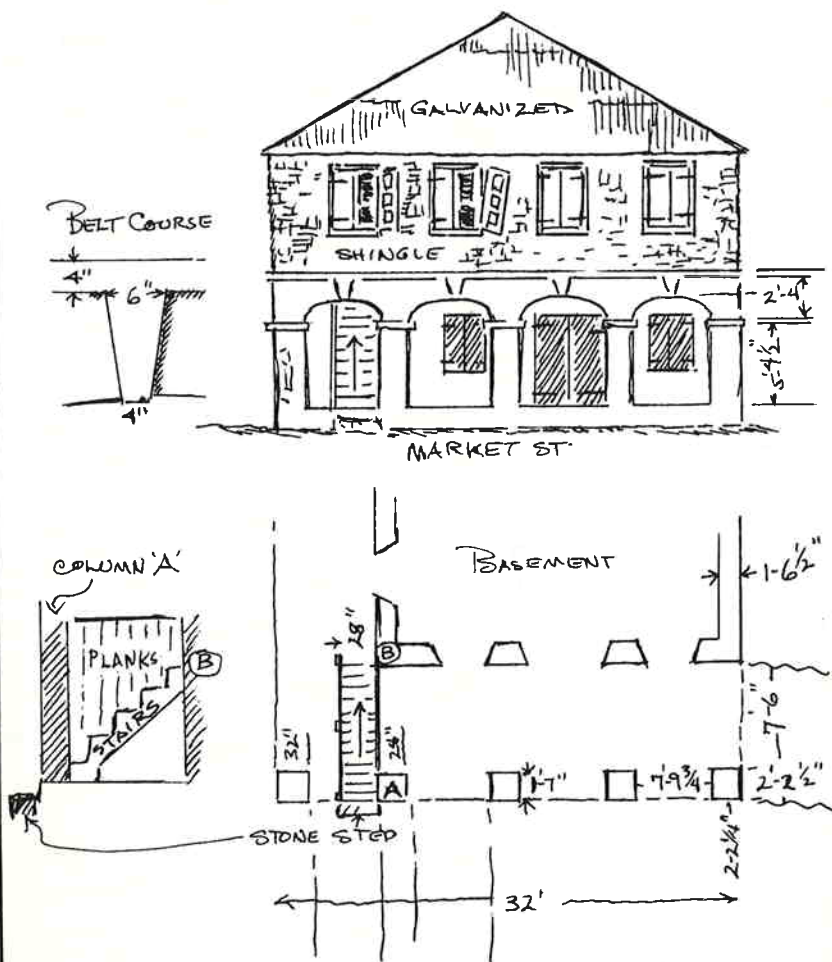 GALVANIZED
BELT COURSE
SHINGLE
4"
6"
4"
2'-4
5'-4½"
MARKET ST.
COLUMN 'A'
BASEMENT
1-6½"
28"
PLANKS
B
B
STAIRS
7-6"
32"
28"
A
1'-7"
7'-9¾
2'-2½"
STONE STEP
2-2¼"
32'